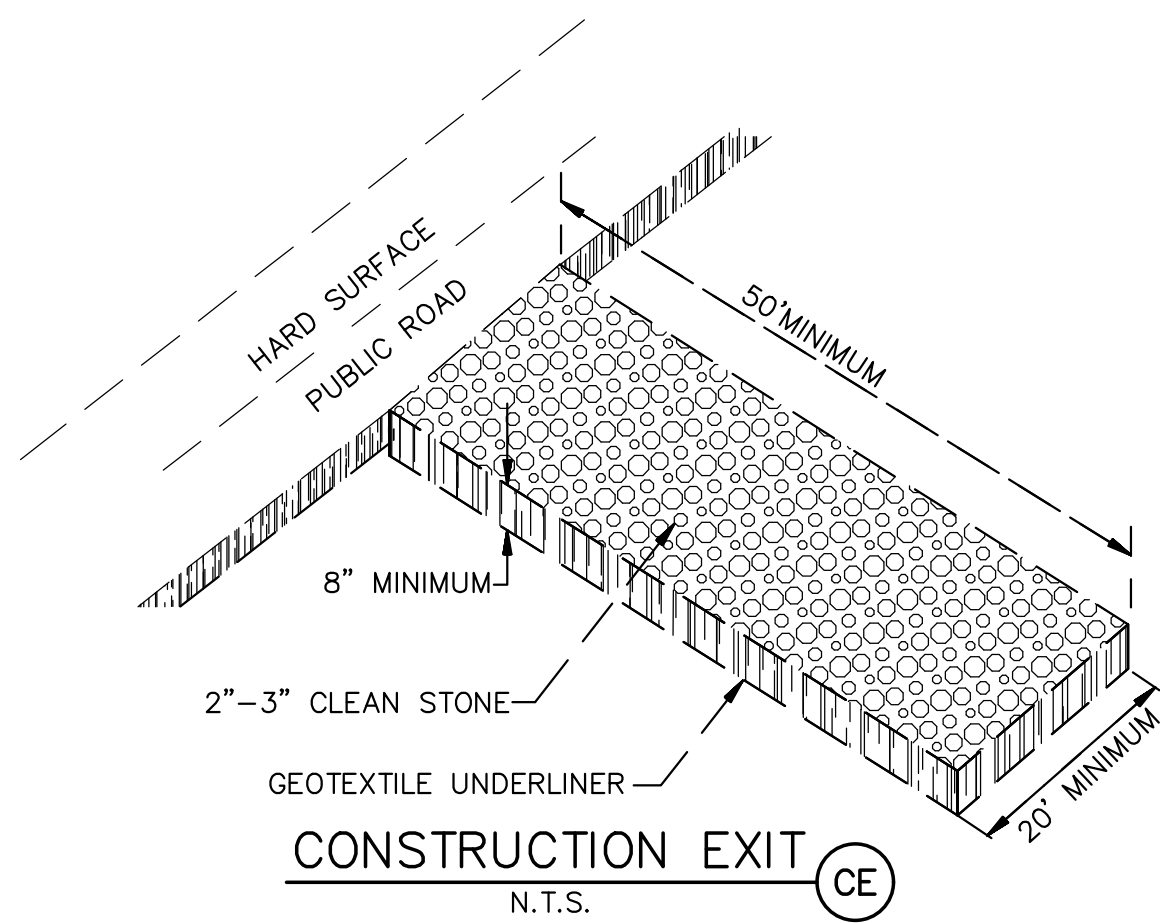 HARD SURFACE
PUBLIC ROAD
50'MINIMUM
8" MINIMUM
2"-3" CLEAN STONE
GEOTEXTILE UNDERLINER
20' MINIMUM
CONSTRUCTION EXIT
CE
N.T.S.